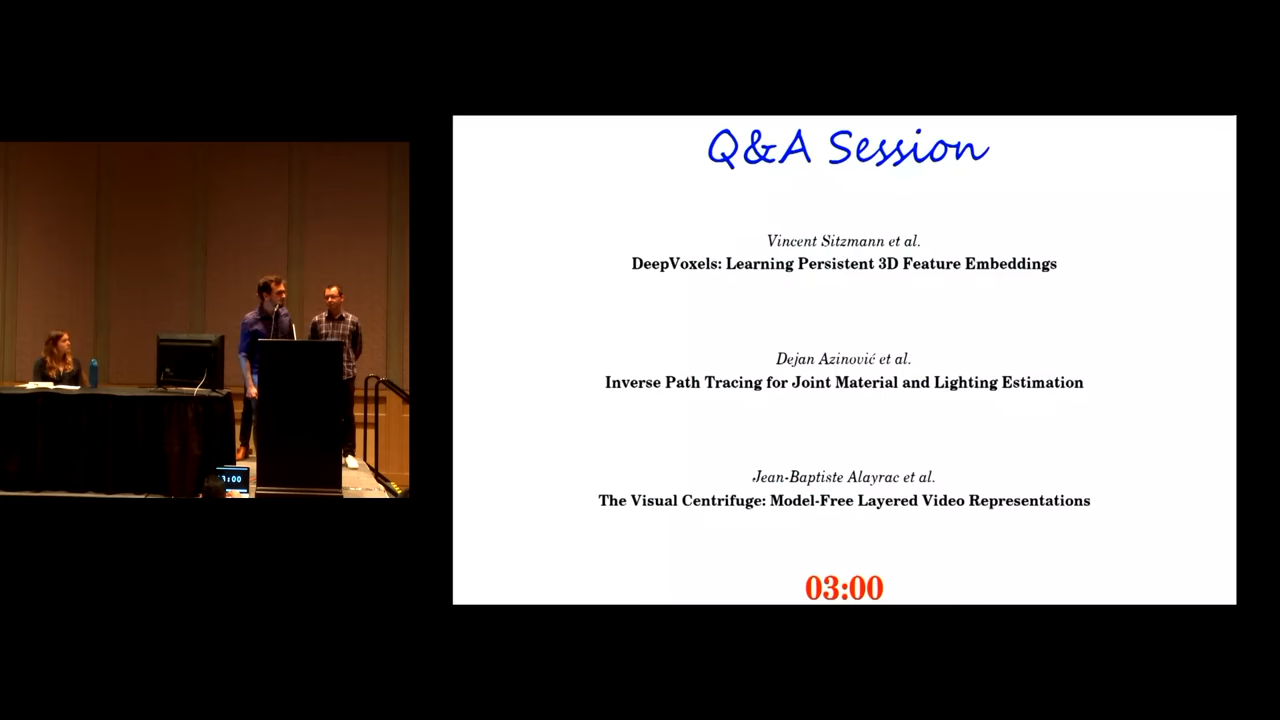 Q&A Session
Vincent Sitzmann et al.
DeepVoxels: Learning Persistent 3D Feature Embeddings
Dejan Azinović et al.
Inverse Path Tracing for Joint Material and Lighting Estimation
Jean-Baptiste Alayrac et al.
The Visual Centrifuge: Model-Free Layered Video Representations
03:00